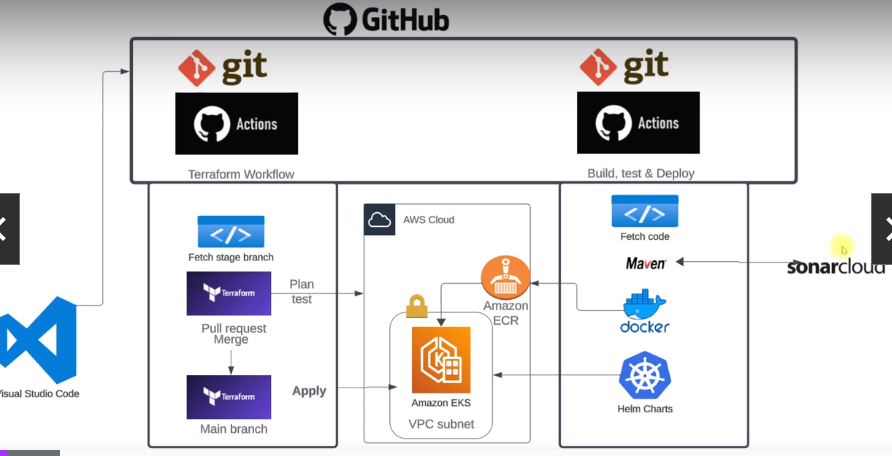 GitHub
git
Actions
Terraform Workflow
git
Actions
Build, test & Deploy
Fetch stage branch
Terraform
Plan
test
Pull request
Merge
Terraform
Main branch
Apply
Visual Studio Code
AWS Cloud
Amazon
ECR
Amazon EKS
VPC subnet
Fetch code
Maven
docker
Helm Charts
sonarcloud